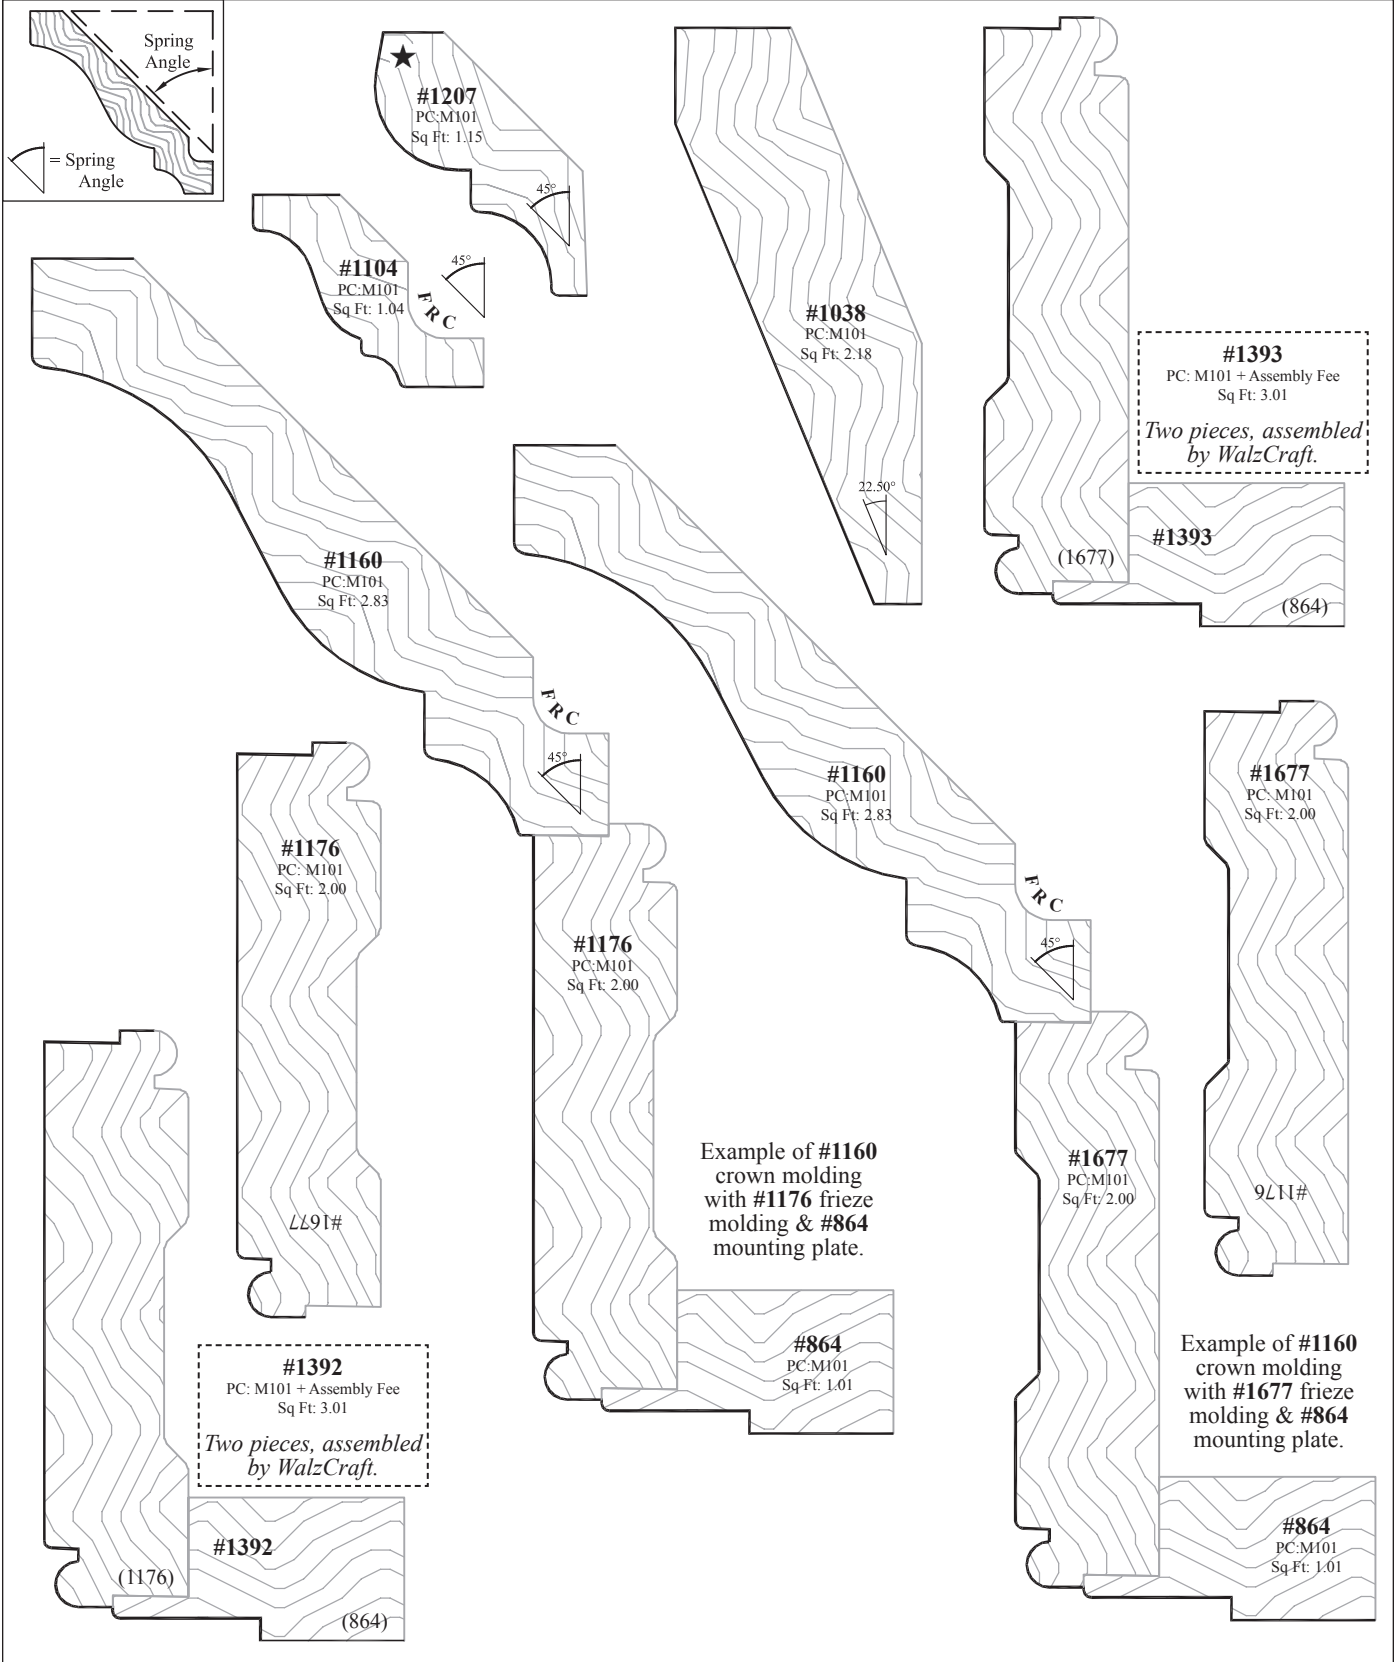 Spring
Angle
= Spring
Angle
#1207
PC:M101
Sq Ft: 1.15
45°
#1104
PC:M101
Sq Ft: 1.04
45°
FRC
#1038
PC:M101
Sq Ft: 2.18
22.50°
#1393
PC: M101 + Assembly Fee
Sq Ft: 3.01
Two pieces, assembled
by WalzCraft.
#1393
(1677)
(864)
#1160
PC:M101
Sq Ft: 2.83
FRC
45°
#1160
PC:M101
Sq Ft: 2.83
FRC
45°
#1677
PC: M101
Sq Ft: 2.00
#1176
#1176
PC: M101
Sq Ft: 2.00
#1677
#1176
PC:M101
Sq Ft: 2.00
#1677
PC:M101
Sq Ft: 2.00
Example of #1160
crown molding
with #1176 frieze
molding & #864
mounting plate.
#864
PC:M101
Sq Ft: 1.01
Example of #1160
crown molding
with #1677 frieze
molding & #864
mounting plate.
#864
PC:M101
Sq Ft: 1.01
#1392
PC: M101 + Assembly Fee
Sq Ft: 3.01
Two pieces, assembled
by WalzCraft.
#1392
(1176)
(864)